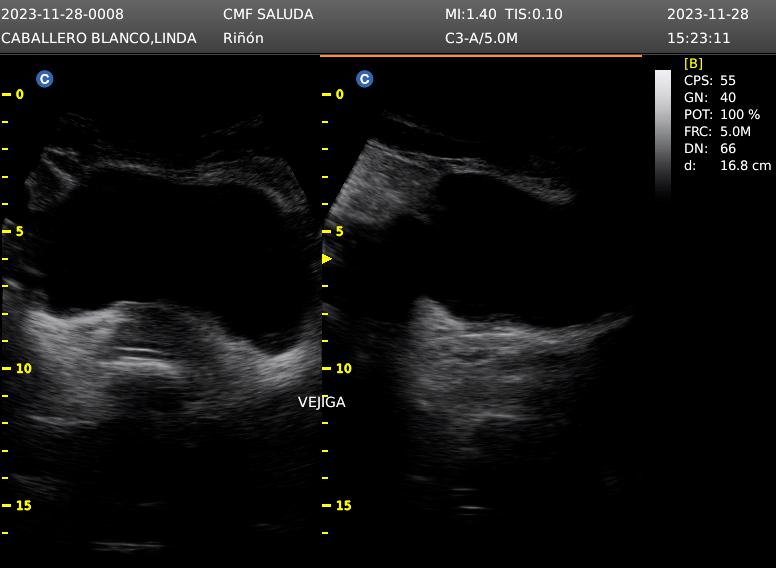 2023-11-28-0008 CMF SALUDA MI:1.40 TIS:0.10 2023-11-28
CABALLERO BLANCO,LINDA Riñón C3-A/5.0M 15:23:11
[B]
C C
CPS: 55
0 0
GN: 40
POT: 100 %
FRC: 5.0M
DN: 66
d: 16.8 cm
5 5
10 10
VEJIGA
15 15